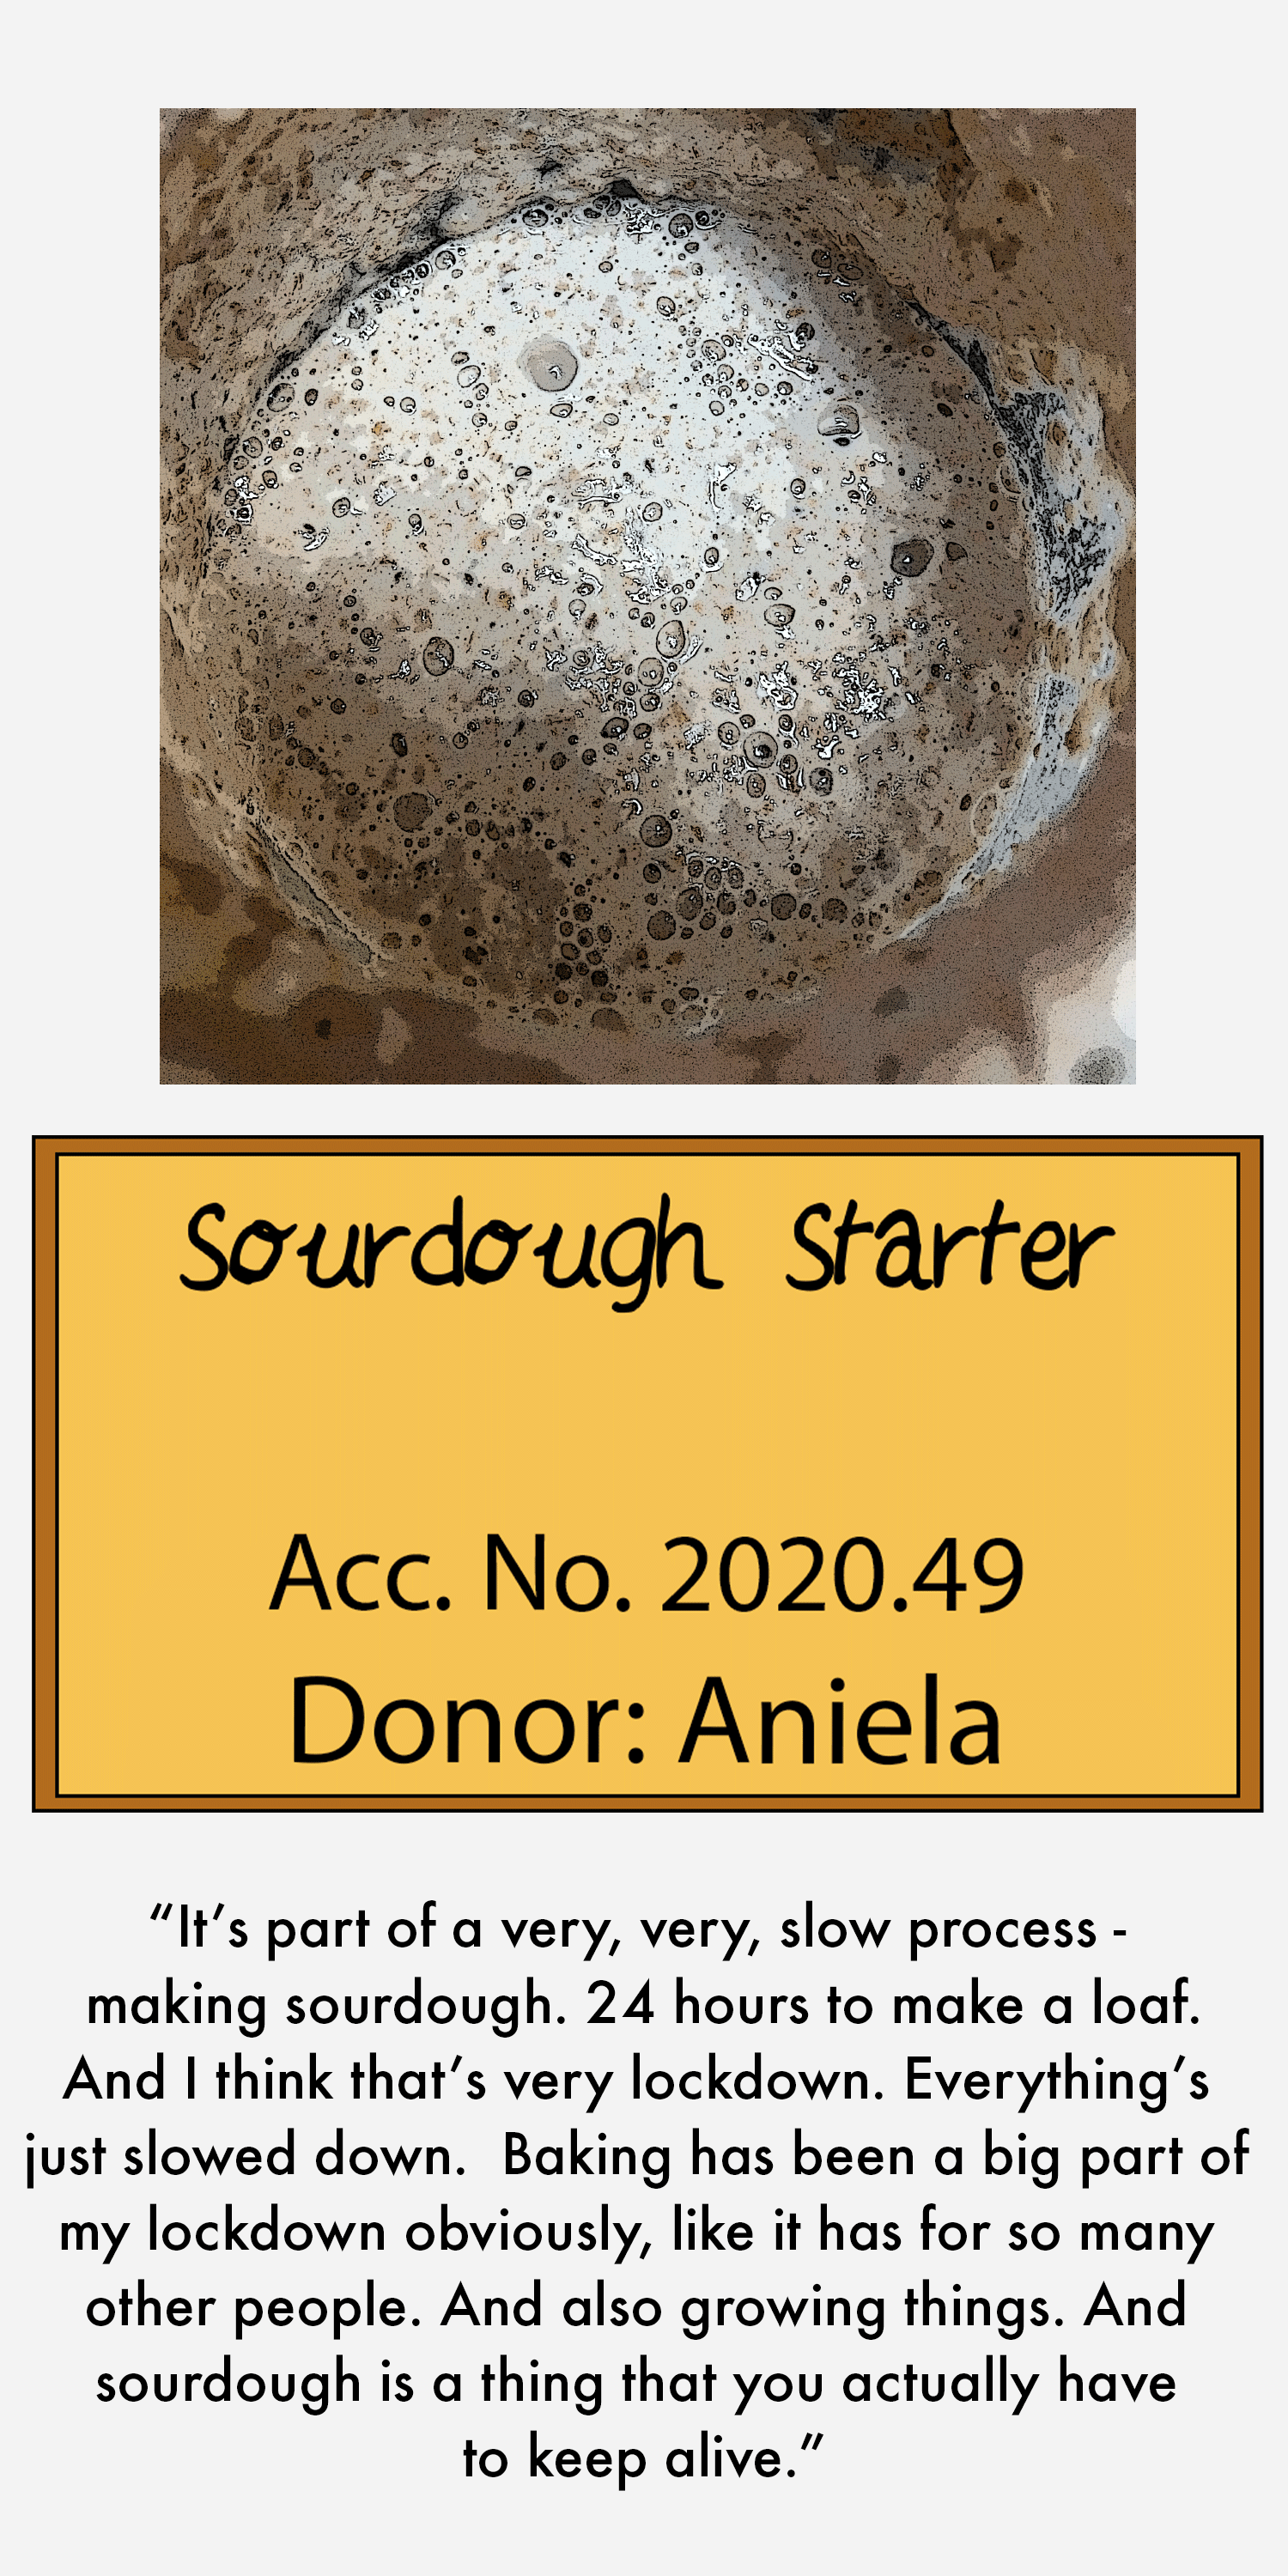 Sourdough Starter
Acc. No. 2020.49
Donor: Aniela
“It’s part of a very, very, slow process -
making sourdough. 24 hours to make a loaf.
And I think that’s very lockdown. Everything’s
just slowed down.  Baking has been a big part of
my lockdown obviously, like it has for so many
other people. And also growing things. And
sourdough is a thing that you actually have
to keep alive.”